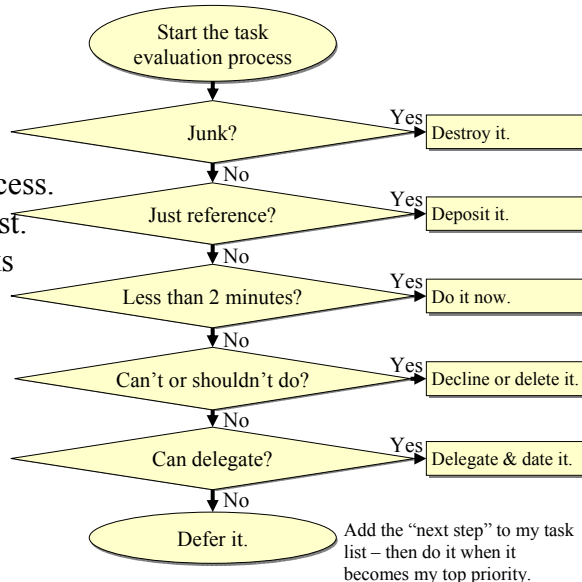 Start the task
evaluation process
Junk?
Yes
Destroy it.
No
cess.
Just reference?
Yes
Deposit it.
st.
No
ks
Less than 2 minutes?
Yes
Do it now.
No
Can't or shouldn't do?
Yes
Decline or delete it.
No
Can delegate?
Yes
Delegate & date it.
No
Defer it.
Add the “next step” to my task
list – then do it when it
becomes my top priority.